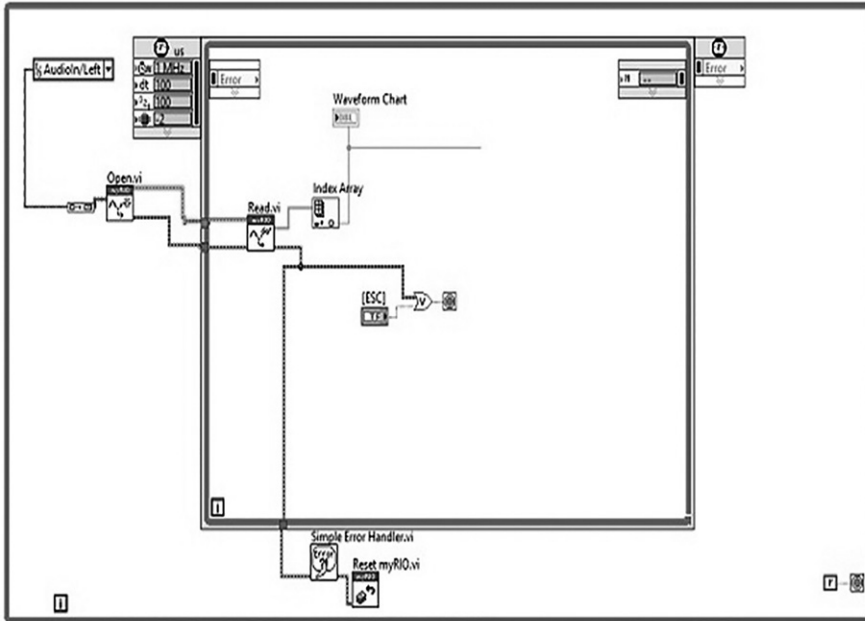 AudioIn/Left
us
1 MHz
dt 100
100
-2
Error
Error
Waveform Chart
Open.vi
Read.vi
Index Array
[ESC]
TF
i
Simple Error Handler.vi
Error
Reset myRIO.vi
i